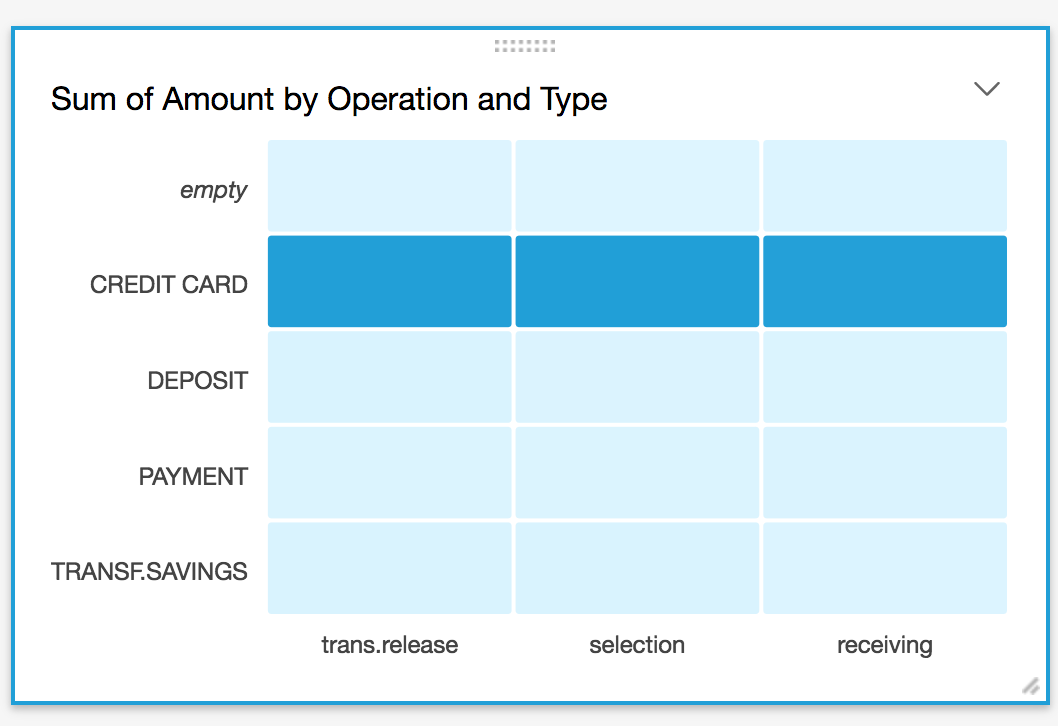 Sum of Amount by Operation and Type
empty
CREDIT CARD
DEPOSIT
PAYMENT
TRANSF.SAVINGS
trans.release selection receiving